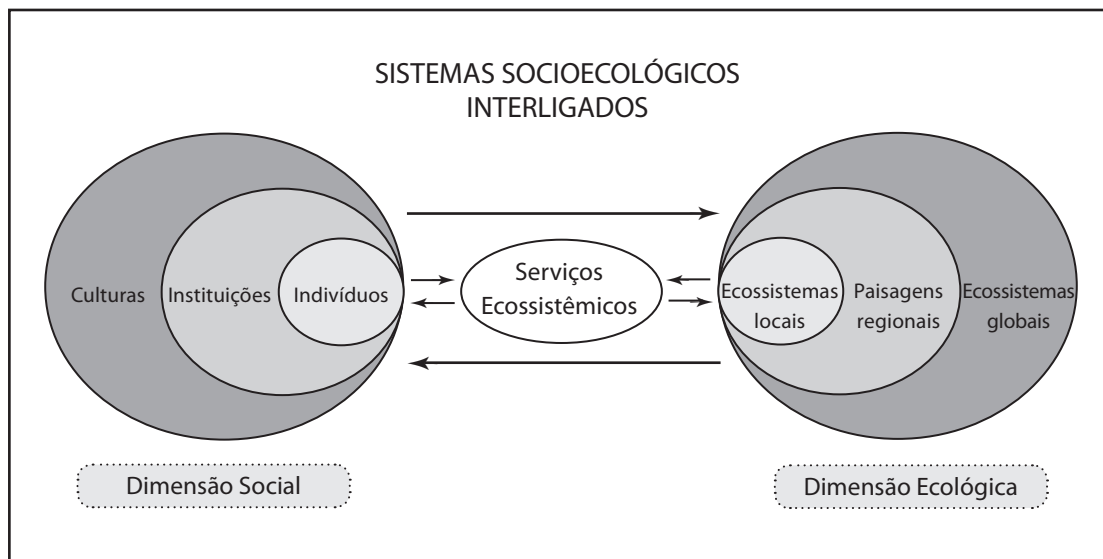 SISTEMAS SOCIOECOLÓGICOS
INTERLIGADOS
Culturas
Instituições
Indivíduos
Serviços
Ecossistêmicos
Ecossistemas
locais
Paisagens
regionais
Ecossistemas
globais
Dimensão Social
Dimensão Ecológica